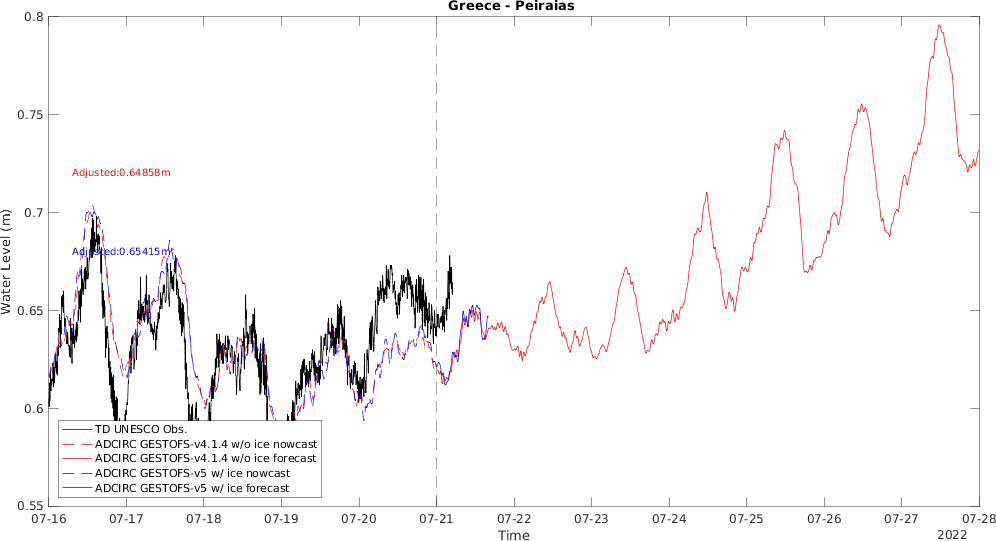 Greece - Peiraias
0.8
0.75
0.7
0.65
0.6
0.55
Water Level (m)
Adjusted:0.64858m
Adjusted:0.65415m
TD UNESCO Obs.
ADCIRC GESTOFS-v4.1.4 w/o ice nowcast
ADCIRC GESTOFS-v4.1.4 w/o ice forecast
ADCIRC GESTOFS-v5 w/ ice nowcast
ADCIRC GESTOFS-v5 w/ ice forecast
07-16 07-17 07-18 07-19 07-20 07-21 07-22 07-23 07-24 07-25 07-26 07-27 07-28
Time
2022